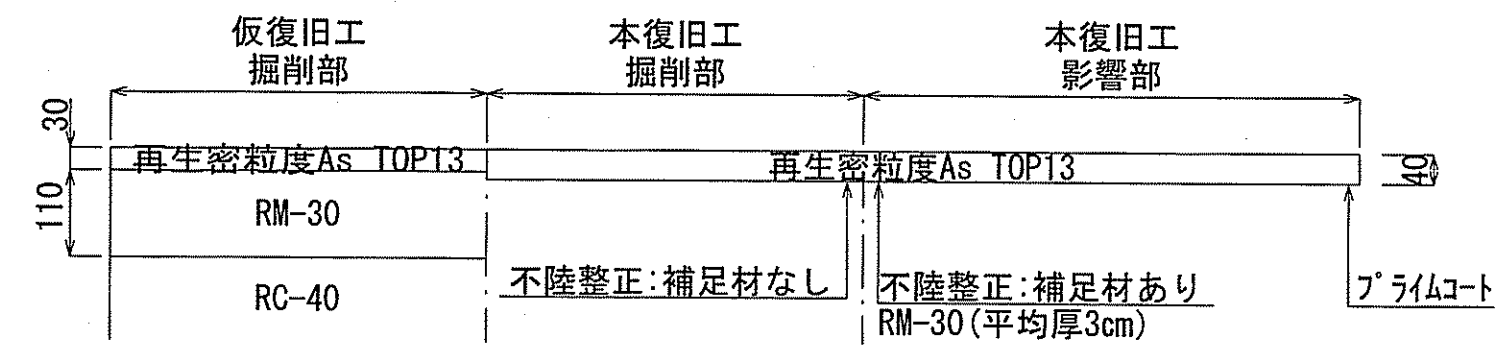 仮復旧工
掘削部
本復旧工
掘削部
本復旧工
影響部
30
再生密粒度As TOP13
再生密粒度As TOP13
40
110
RM-30
RC-40
不陸整正:補足材なし
不陸整正:補足材あり
RM-30(平均厚3cm)
プライムコート